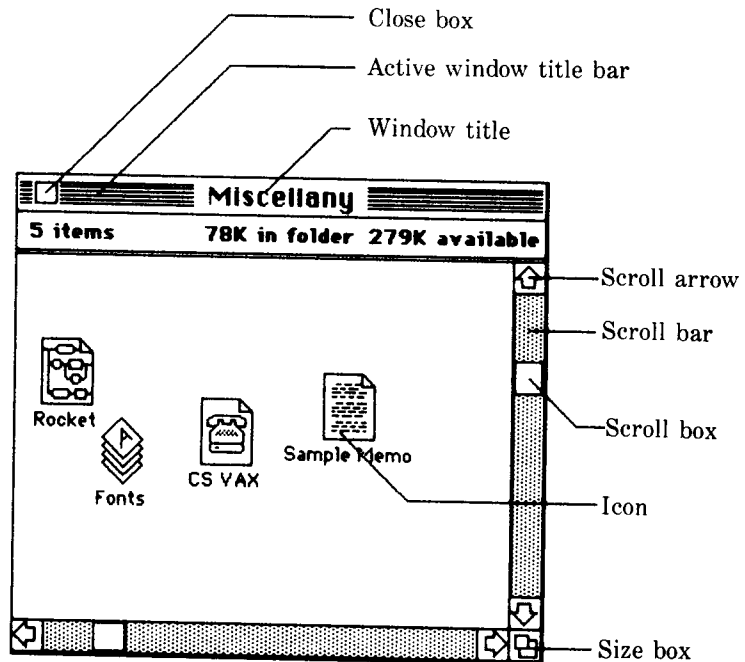 Close box
Active window title bar
Window title
Miscellany
5 items 78K in folder 279K available
Scroll arrow
Scroll bar
Rocket
Scroll box
Sample Memo
CS VAX
Fonts
Icon
Size box